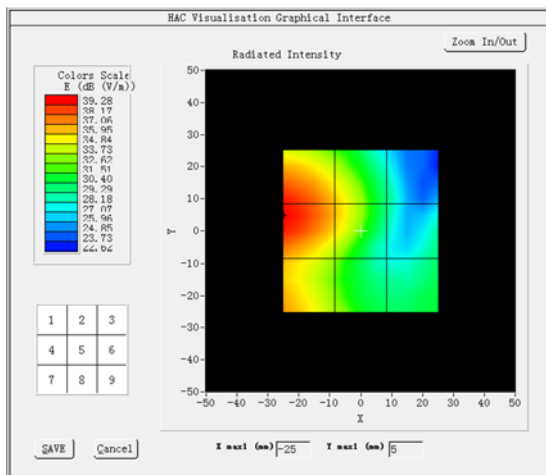 HAC Visualisation Graphical Interface
Zoom In/Out
Radiated Intensity
Colors Scale
E (dB (V/m))
39.28
38.17
37.06
35.95
34.84
33.73
32.62
31.51
30.40
29.29
28.18
27.07
25.96
24.85
23.73
22.62
50
40
30
20
10
0
-10
-20
-30
-40
-50
Y
-50 -40 -30 -20 -10 0 10 20 30 40 50
X
1 2 3
4 5 6
7 8 9
SAVE Cancel
X max1 (mm) -25 Y max1 (mm) 5